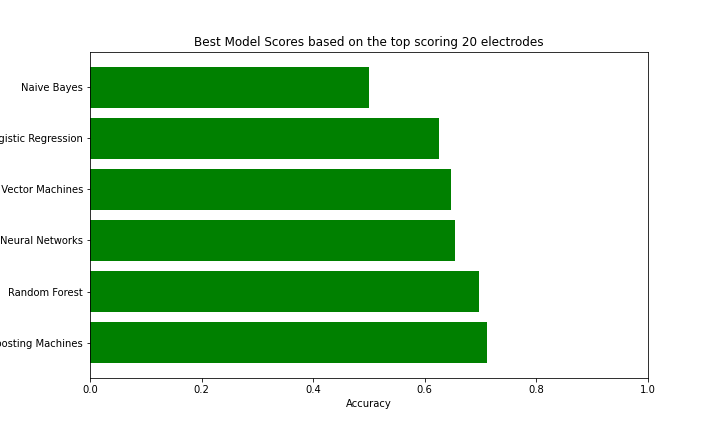 Best Model Scores based on the top scoring 20 electrodes
Naive Bayes
gistic Regression
Vector Machines
Neural Networks
Random Forest
osting Machines
0.0 0.2 0.4 0.6 0.8 1.0
Accuracy